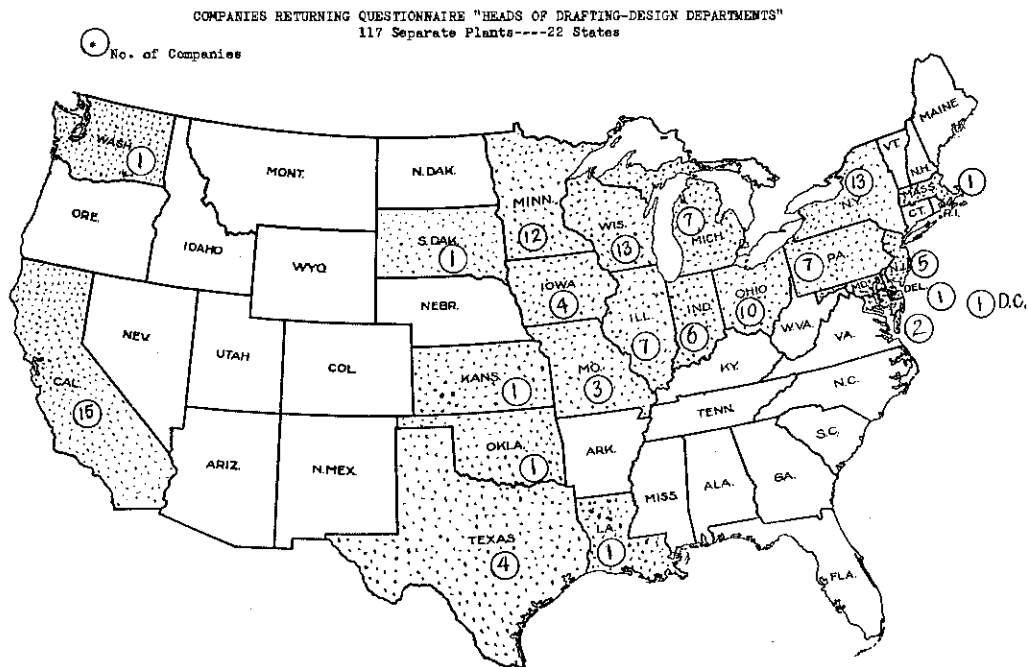 COMPANIES RETURNING QUESTIONNAIRE "HEADS OF DRAFTING-DESIGN DEPARTMENTS"
117 Separate Plants----22 States
No. of Companies
MAINE
WASH.
1
MONT.
N. DAK.
MINN.
12
VT.
N.H.
MASS.
1
N.Y.
13
CT.
R.I.
ORE.
IDAHO
S. DAK.
1
WIS.
13
MICH.
7
WYO.
IOWA
4
PA.
7
N.J.
5
NEBR.
ILL.
7
IND.
6
OHIO
10
MD.
DEL.
1
1 D.C.
2
NEV.
UTAH
COL.
W.VA.
VA.
CAL.
16
KANS.
1
MO.
3
KY.
N.C.
TENN.
ARIZ.
N. MEX.
OKLA.
1
ARK.
S.C.
MISS.
ALA.
GA.
TEXAS
4
LA.
1
FLA.